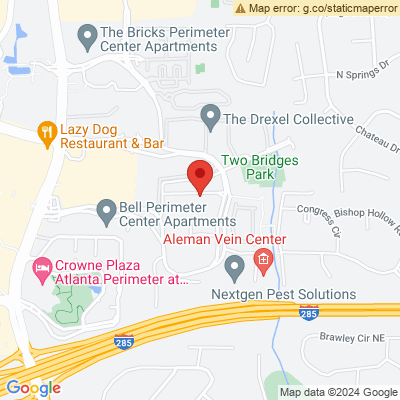 Map error: g.co/staticmaperror
The Bricks Perimeter
Center Apartments
N Springs Dr
The Drexel Collective
Lazy Dog
Restaurant & Bar
Chateau Dr
Two Bridges
Park
Bell Perimeter
Center Apartments
Congress Cir
Bishop Hollow R
Aleman Vein Center
Crowne Plaza
Atlanta Perimeter at...
Nextgen Pest Solutions
285
285
Brawley Cir NE
Google
Map data ©2024 Google